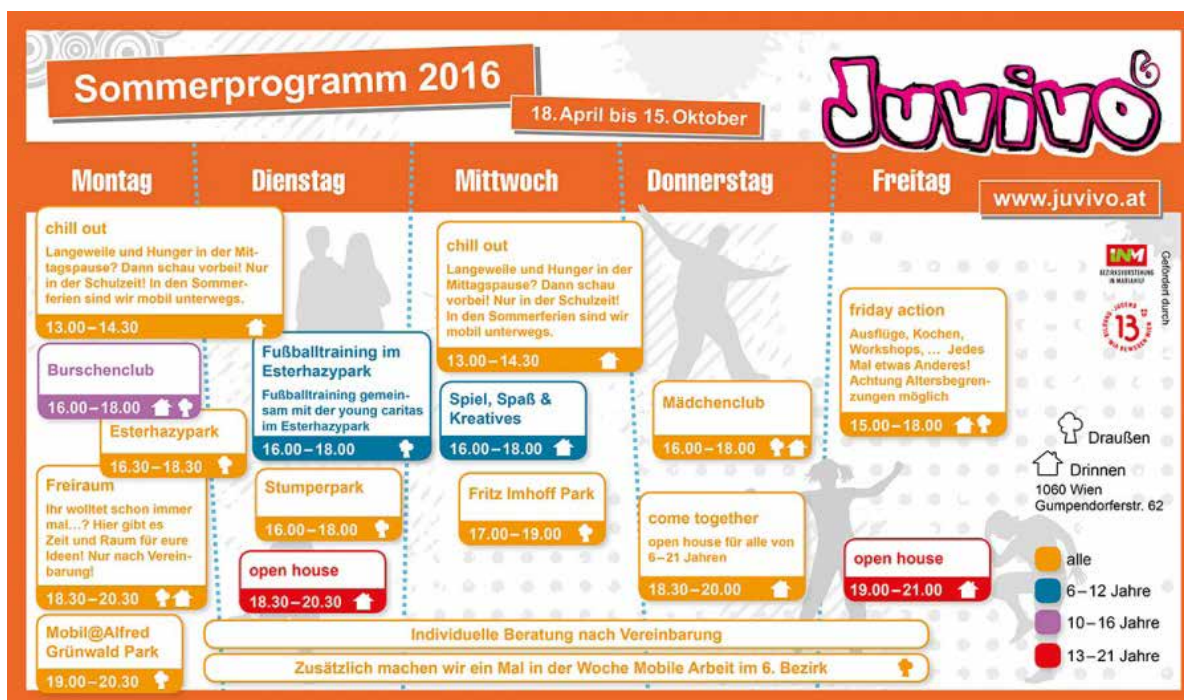 Sommerprogramm 2016
18. April bis 15. Oktober
Juvivo
6
Montag
Dienstag
Mittwoch
Donnerstag
Freitag
www.juvivo.at
chill out
Langeweile und Hunger in der Mit-
tagspause? Dann schau vorbei! Nur
in der Schulzeit! In den Sommer-
ferien sind wir mobil unterwegs.
13.00–14.30
Burschenclub
16.00–18.00
Esterhazypark
16.30–18.30
Freiraum
Ihr wolltet schon immer
mal...? Hier gibt es
Zeit und Raum für eure
Ideen! Nur nach Verein-
barung!
18.30–20.30
Mobil@Alfred
Grünwald Park
19.00–20.30
Fußballtraining im
Esterhazypark
Fußballtraining gemein-
sam mit der young caritas
im Esterhazypark
16.00–18.00
Stumperpark
16.00–18.00
open house
18.30–20.30
chill out
Langeweile und Hunger in der
Mittagspause? Dann schau
vorbei! Nur in der Schulzeit!
In den Sommerferien sind wir
mobil unterwegs.
13.00–14.30
Spiel, Spaß &
Kreatives
16.00–18.00
Fritz Imhoff Park
17.00–19.00
Mädchenclub
16.00–18.00
come together
open house für alle von
6–21 Jahren
18.30–20.00
friday action
Ausflüge, Kochen,
Workshops, ... Jedes
Mal etwas Anderes!
Achtung Altersbegren-
zungen möglich
15.00–18.00
open house
19.00–21.00
Individuelle Beratung nach Vereinbarung
Zusätzlich machen wir ein Mal in der Woche Mobile Arbeit im 6. Bezirk
Gefördert durch
BEZIRKSVORSTEHUNG
IN MARIAHILF
13
Draußen
Drinnen
1060 Wien
Gumpendorferstr. 62
alle
6–12 Jahre
10–16 Jahre
13–21 Jahre